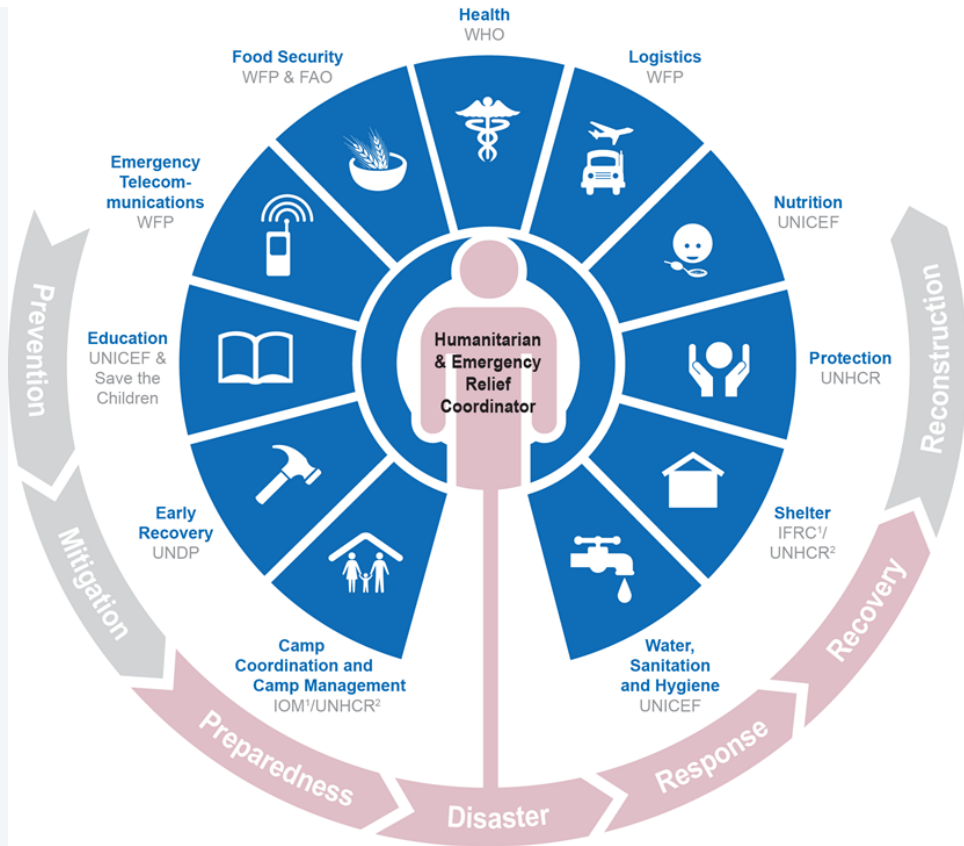 Health
WHO
Food Security
WFP & FAO
Logistics
WFP
Emergency
Telecom-
munications
WFP
Nutrition
UNICEF
Education
UNICEF &
Save the
Children
Protection
UNHCR
Humanitarian
& Emergency
Relief
Coordinator
Early
Recovery
UNDP
Shelter
IFRC¹/
UNHCR²
Camp
Coordination and
Camp Management
IOM¹/UNHCR²
Water,
Sanitation
and Hygiene
UNICEF
Prevention
Mitigation
Preparedness
Disaster
Response
Recovery
Reconstruction